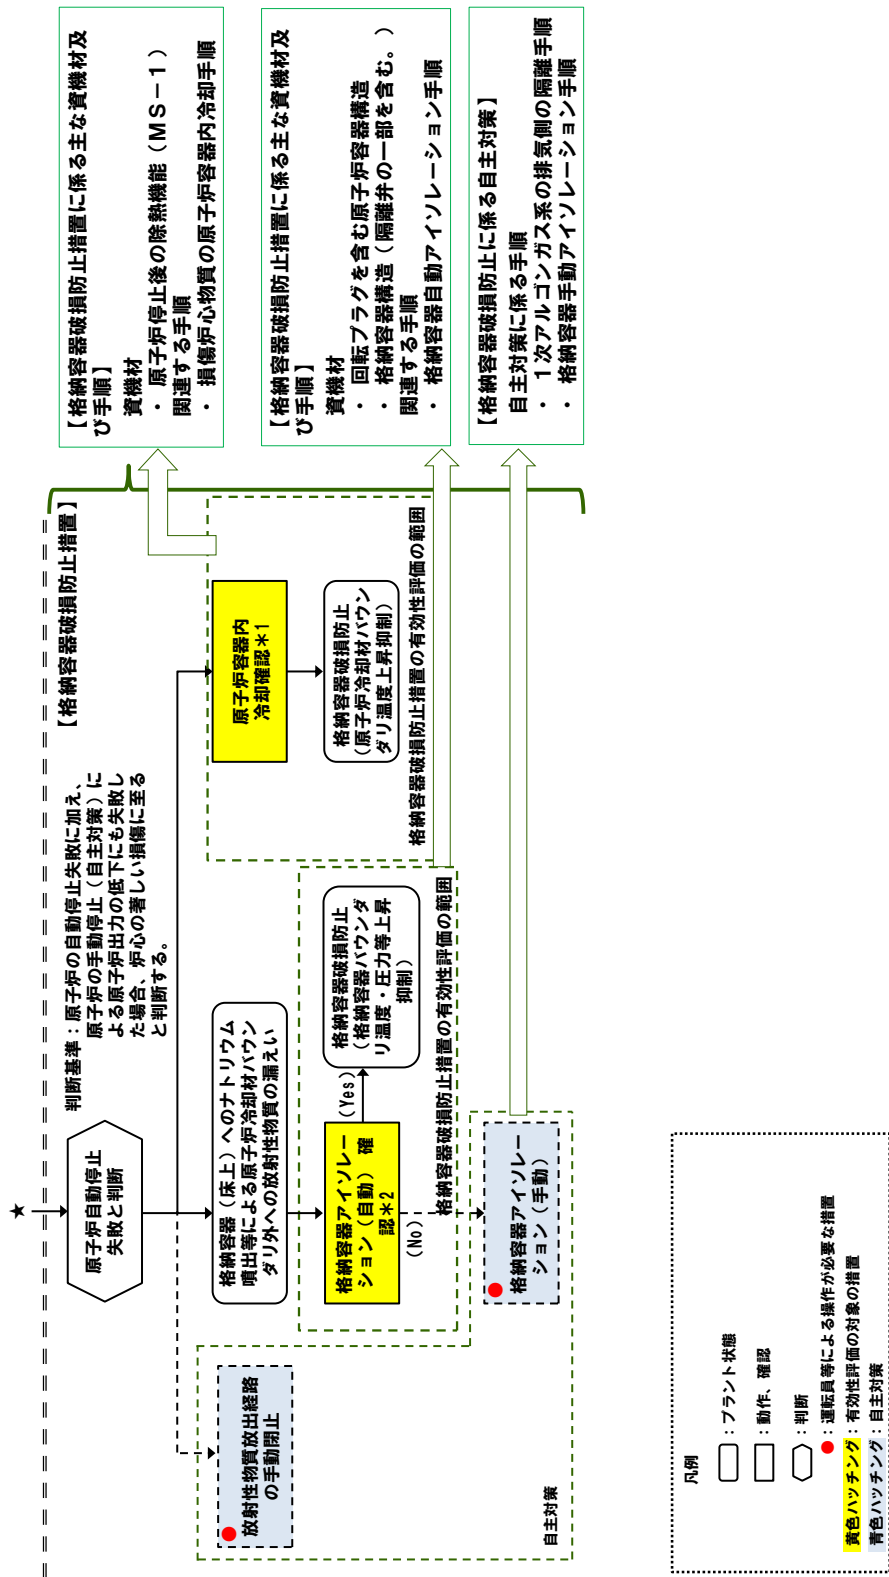 ★
【格納容器破損防止措置】
原子炉自動停止
失敗と判断
判断基準：原子炉の自動停止失敗に加え、
原子炉の手動停止（自主対策）に
よる原子炉出力の低下にも失敗し
た場合、炉心の著しい損傷に至る
と判断する。
放射性物質放出経路
の手動閉止
格納容器（床上）へのナトリウム
噴出等による原子炉冷却材バウン
ダリ外への放射性物質の漏えい
原子炉容器内
冷却確認＊1
格納容器アイソレー
ション（自動） 確
認＊2
（Yes）
（No）
格納容器破損防止
（格納容器バウンダ
リ温度・圧力等上昇
抑制）
格納容器破損防止
（原子炉冷却材バウン
ダリ温度上昇抑制）
格納容器破損防止措置の有効性評価の範囲
格納容器破損防止措置の有効性評価の範囲
格納容器アイソレー
ション（手動）
自主対策
【格納容器破損防止措置に係る主な資機材及
び手順】
資機材
・ 原子炉停止後の除熱機能（ＭＳ－１）
関連する手順
・ 損傷炉心物質の原子炉容器内冷却手順
【格納容器破損防止措置に係る主な資機材及
び手順】
資機材
・ 回転プラグを含む原子炉容器構造
・ 格納容器構造（隔離弁の一部を含む。）
関連する手順
・ 格納容器自動アイソレーション手順
【格納容器破損防止に係る自主対策】
自主対策に係る手順
・ １次アルゴンガス系の排気側の隔離手順
・ 格納容器手動アイソレーション手順
凡例
：プラント状態
：動作、確認
：判断
：運転員等による操作が必要な措置
黄色ハッチング：有効性評価の対象の措置
青色ハッチング：自主対策